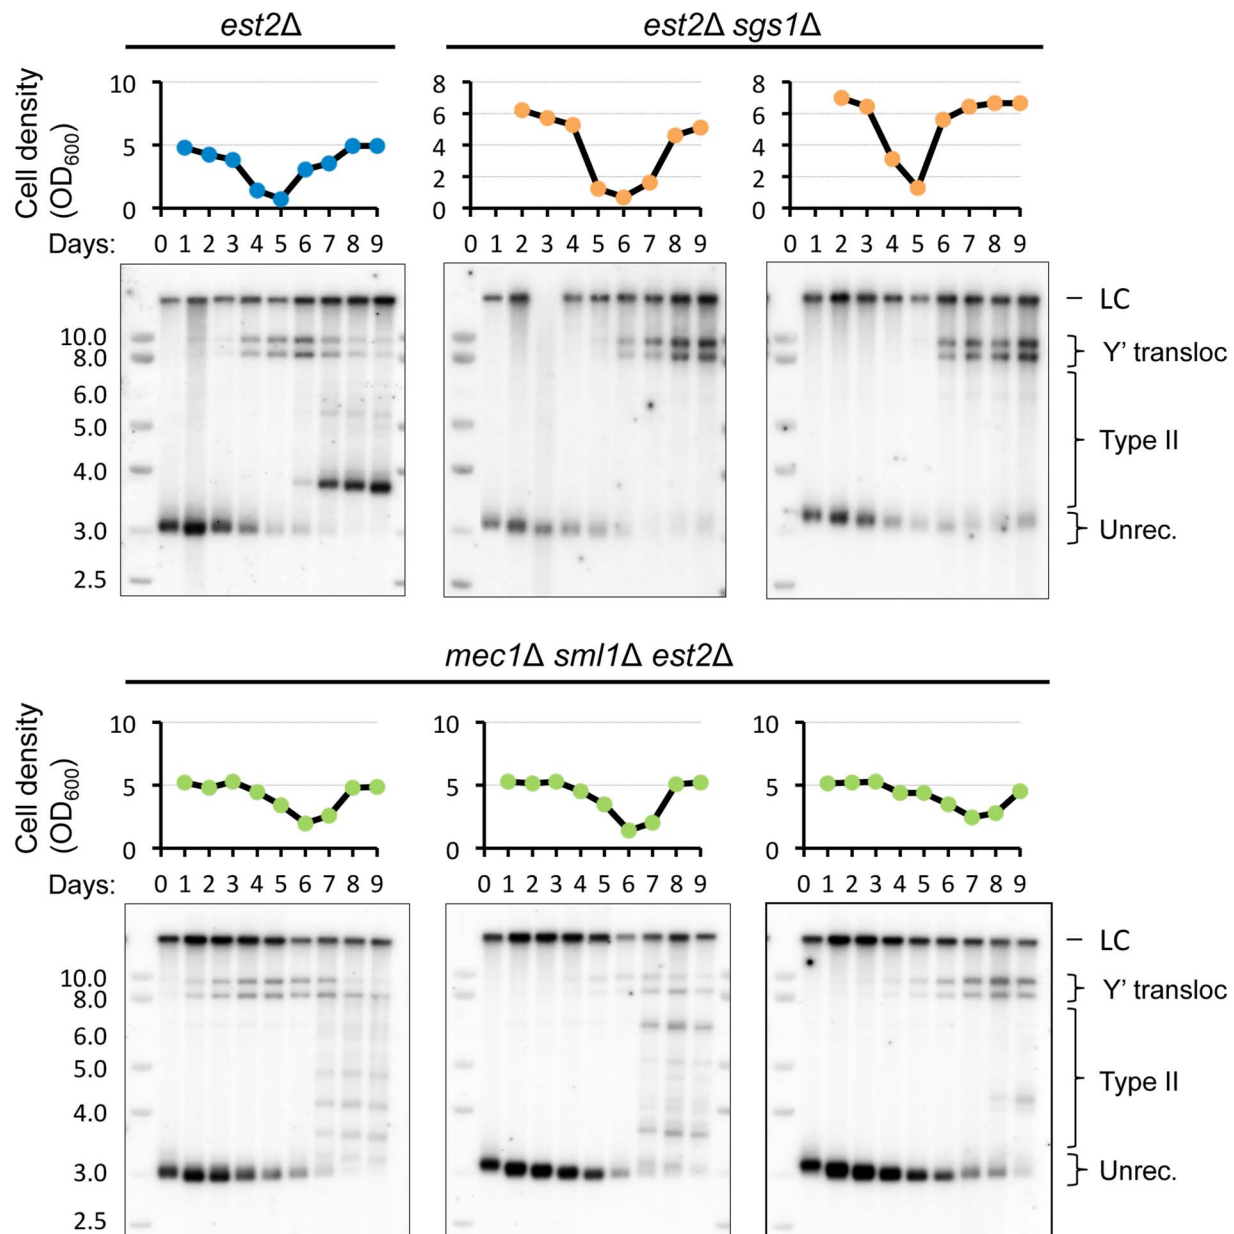 est2Δ
est2Δ sgs1Δ
Cell density
(OD600)
10
5
0
8
6
4
2
0
8
6
4
2
0
Days: 0 1 2 3 4 5 6 7 8 9
0 1 2 3 4 5 6 7 8 9
0 1 2 3 4 5 6 7 8 9
10.0
8.0
6.0
5.0
4.0
3.0
2.5
LC
Y' transloc
Type II
Unrec.
mec1Δ sml1Δ est2Δ
Cell density
(OD600)
10
5
0
10
5
0
10
5
0
Days: 0 1 2 3 4 5 6 7 8 9
0 1 2 3 4 5 6 7 8 9
0 1 2 3 4 5 6 7 8 9
10.0
8.0
6.0
5.0
4.0
3.0
2.5
LC
Y' transloc
Type II
Unrec.